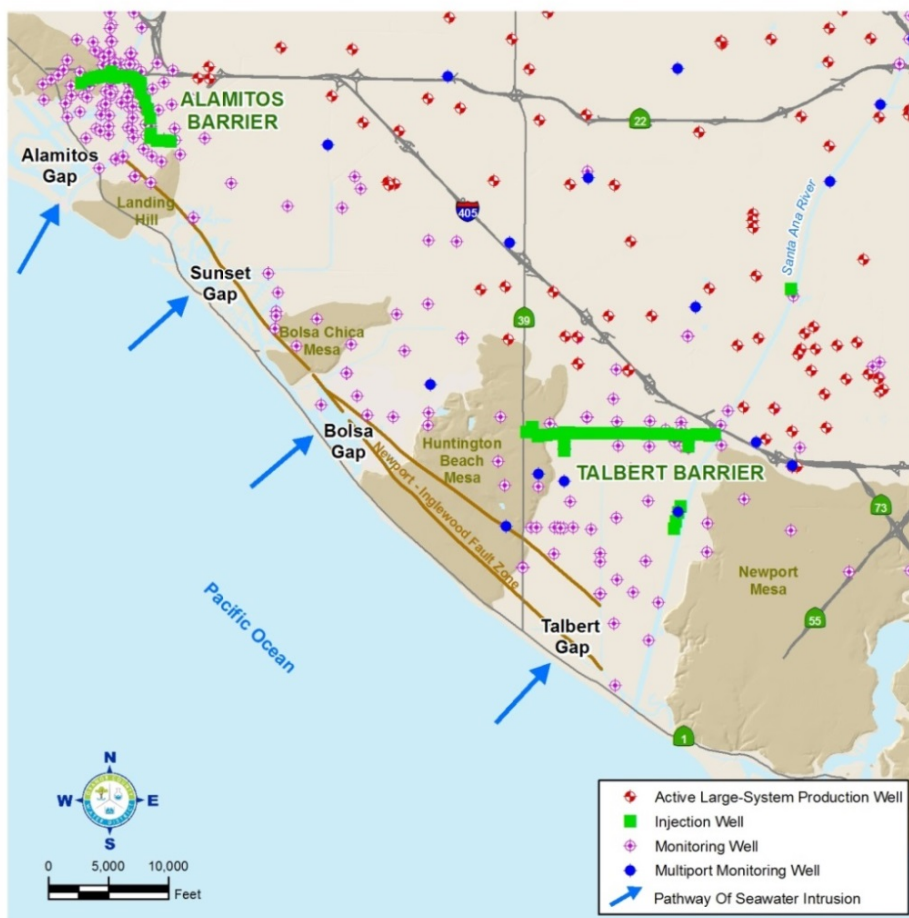 ALAMITOS
BARRIER
22
Alamitos
Gap
Landing
Hill
405
Santa Ana River
Sunset
Gap
39
Bolsa Chica
Mesa
Bolsa
Gap
Huntington
Beach
Mesa
TALBERT BARRIER
Newport - Inglewood Fault Zone
73
Newport
Mesa
55
Pacific Ocean
Talbert
Gap
1
N
W E
S
0 5,000 10,000
Feet
Active Large-System Production Well
Injection Well
Monitoring Well
Multiport Monitoring Well
Pathway Of Seawater Intrusion